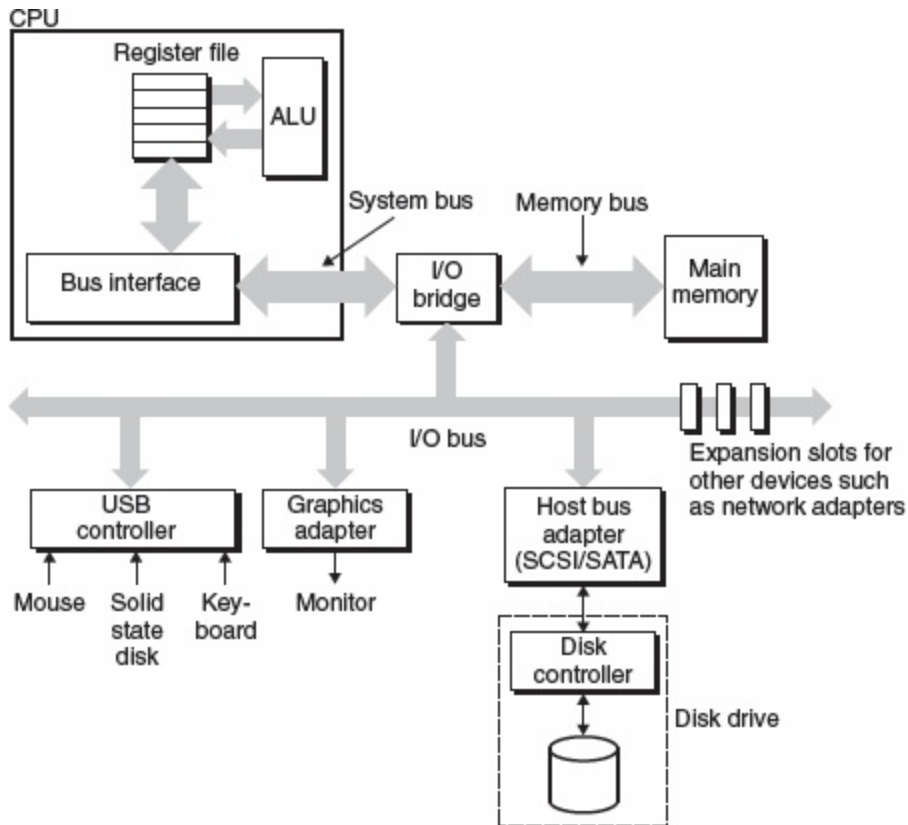 CPU
Register file
ALU
System bus
Memory bus
Bus interface
I/O
bridge
Main
memory
I/O bus
Expansion slots for
other devices such
as network adapters
USB
controller
Graphics
adapter
Host bus
adapter
(SCSI/SATA)
Mouse
Solid
state
disk
Key-
board
Monitor
Disk
controller
Disk drive